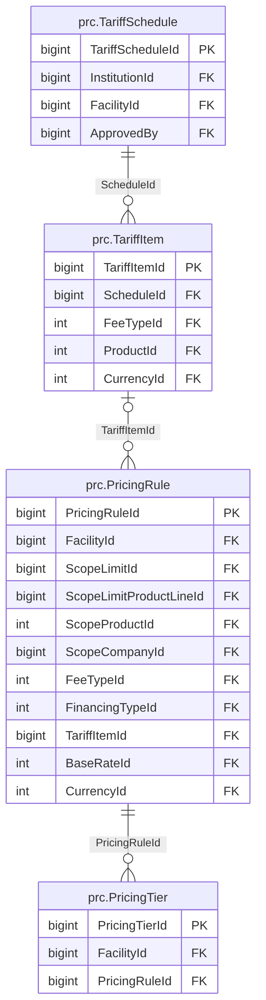 prc.TariffSchedule
bigint TariffScheduleId PK
bigint InstitutionId FK
bigint FacilityId FK
bigint ApprovedBy FK
ScheduleId
prc.TariffItem
bigint TariffItemId PK
bigint ScheduleId FK
int FeeTypeId FK
int ProductId FK
int CurrencyId FK
TariffItemId
prc.PricingRule
bigint PricingRuleId PK
bigint FacilityId FK
bigint ScopeLimitId FK
bigint ScopeLimitProductLineId FK
int ScopeProductId FK
bigint ScopeCompanyId FK
int FeeTypeId FK
int FinancingTypeId FK
bigint TariffItemId FK
int BaseRateId FK
int CurrencyId FK
PricingRuleId
prc.PricingTier
bigint PricingTierId PK
bigint FacilityId FK
bigint PricingRuleId FK